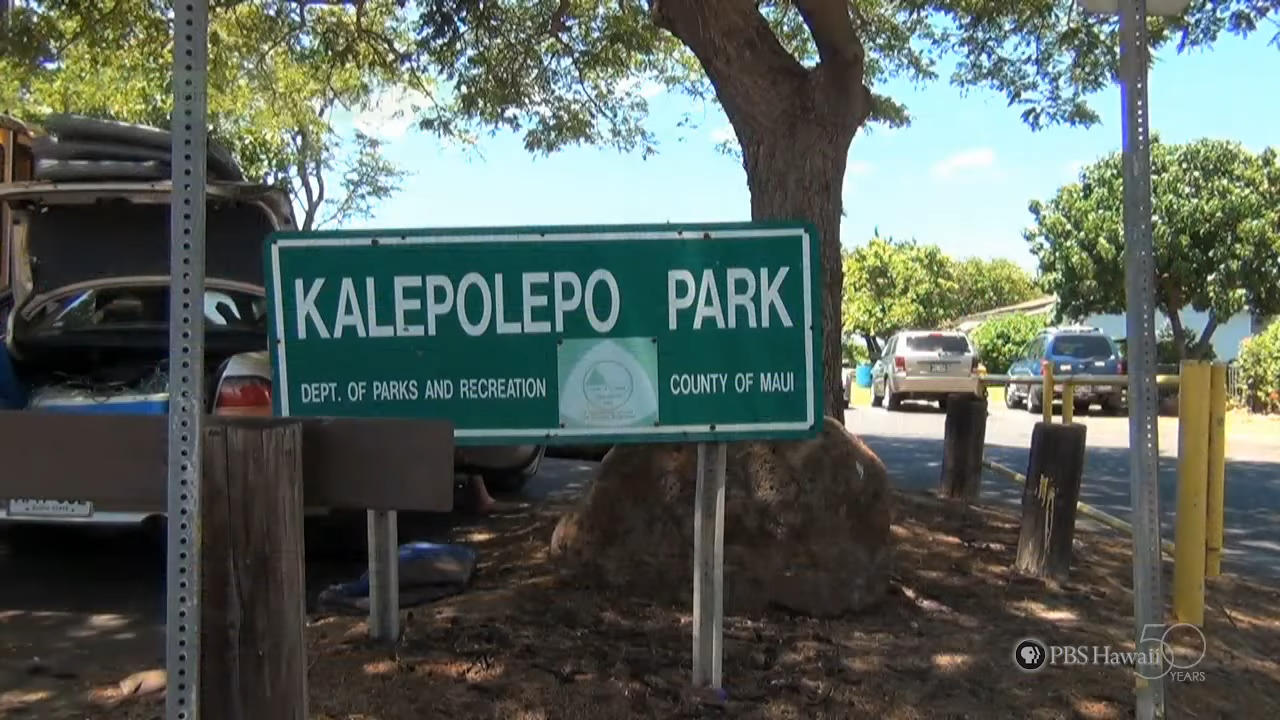 KALEPOLEPO PARK
DEPT. OF PARKS AND RECREATION
COUNTY OF MAUI
PBS Hawaii 50
YEARS